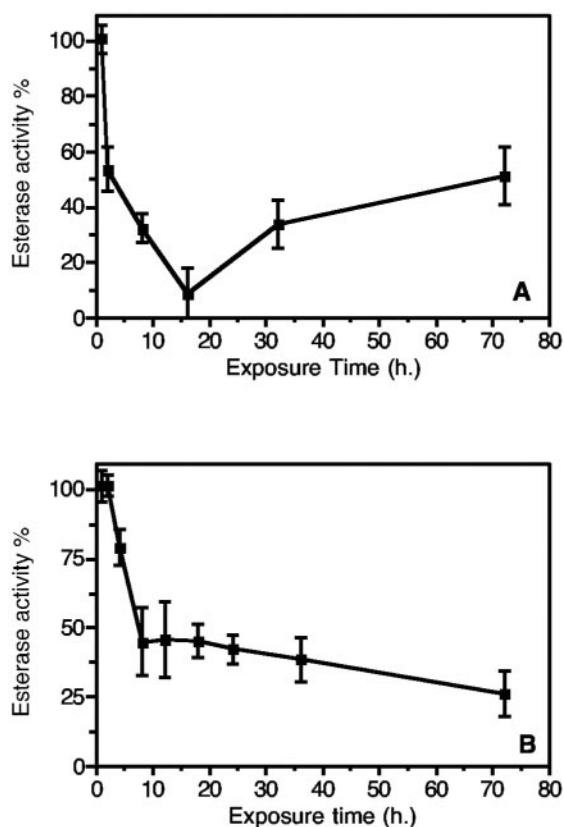 Esterase activity %
100
80
60
40
20
0
A
0 10 20 30 40 50 60 70 80
Exposure Time (h.)
Esterase activity %
100
75
50
25
0
B
0 10 20 30 40 50 60 70 80
Exposure time (h.)